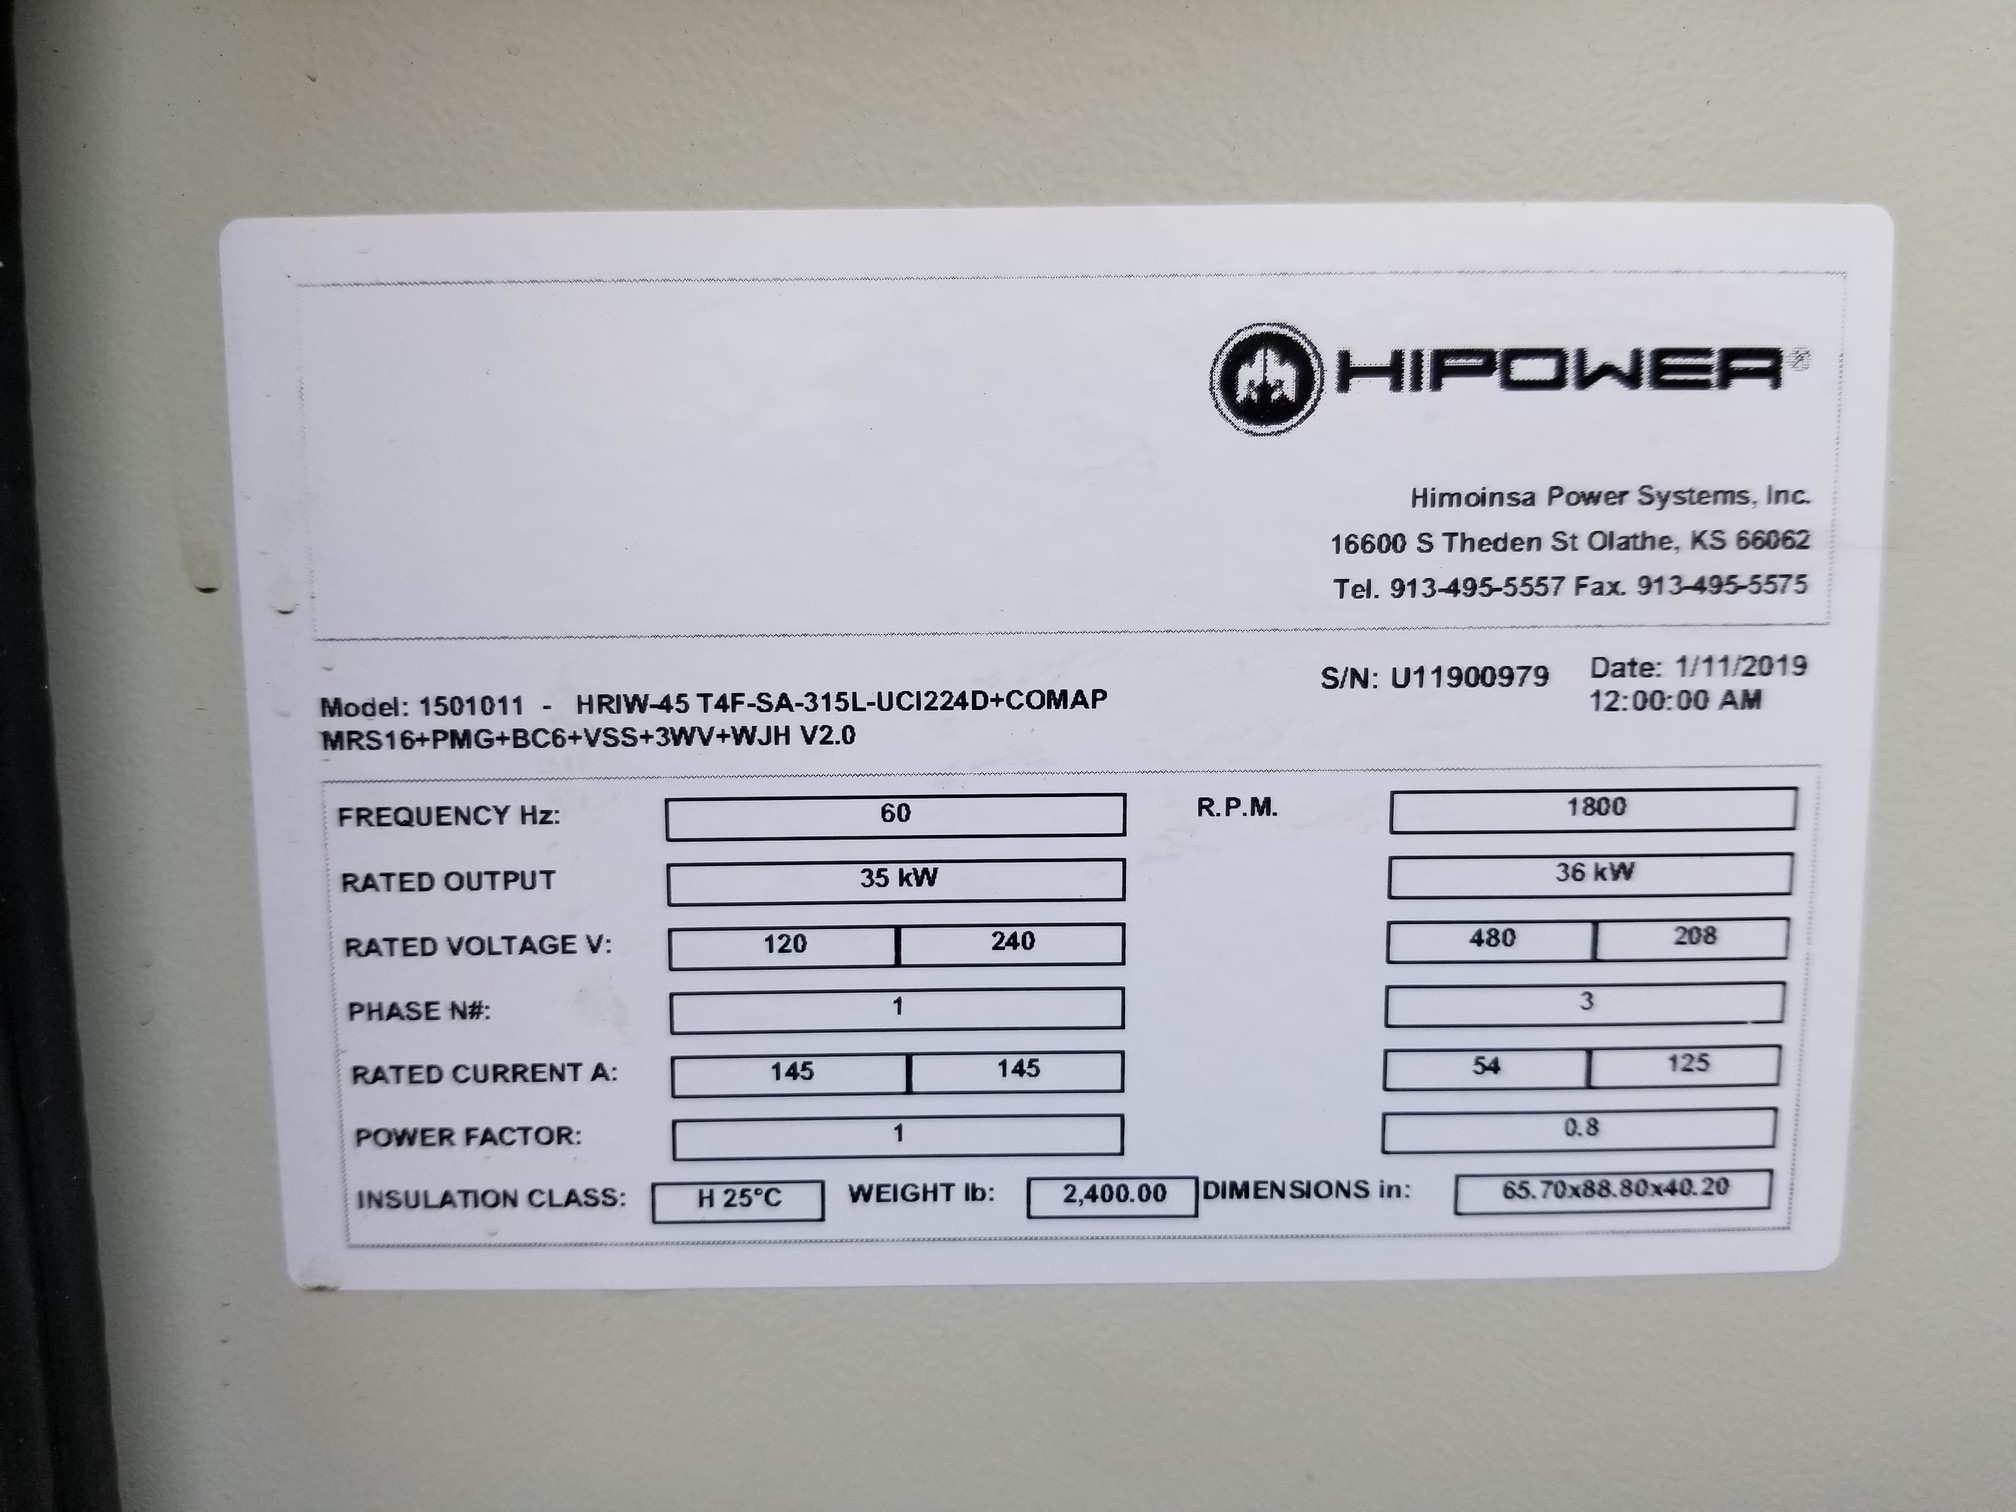 HIPOWER®
Himoinsa Power Systems, Inc.
16600 S Theden St Olathe, KS 66062
Tel. 913-495-5557 Fax. 913-495-5575
S/N: U11900979 Date: 1/11/2019
12:00:00 AM
Model: 1501011 - HRIW-45 T4F-SA-315L-UCI224D+COMAP
MRS16+PMG+BC6+VSS+3WV+WJH V2.0
FREQUENCY Hz: 60 R.P.M. 1800
RATED OUTPUT 35 kW 36 kW
RATED VOLTAGE V: 120 240 480 208
PHASE N#: 1 3
RATED CURRENT A: 145 145 54 125
POWER FACTOR: 1 0.8
INSULATION CLASS: H 25°C WEIGHT lb: 2,400.00 DIMENSIONS in: 65.70x88.80x40.20